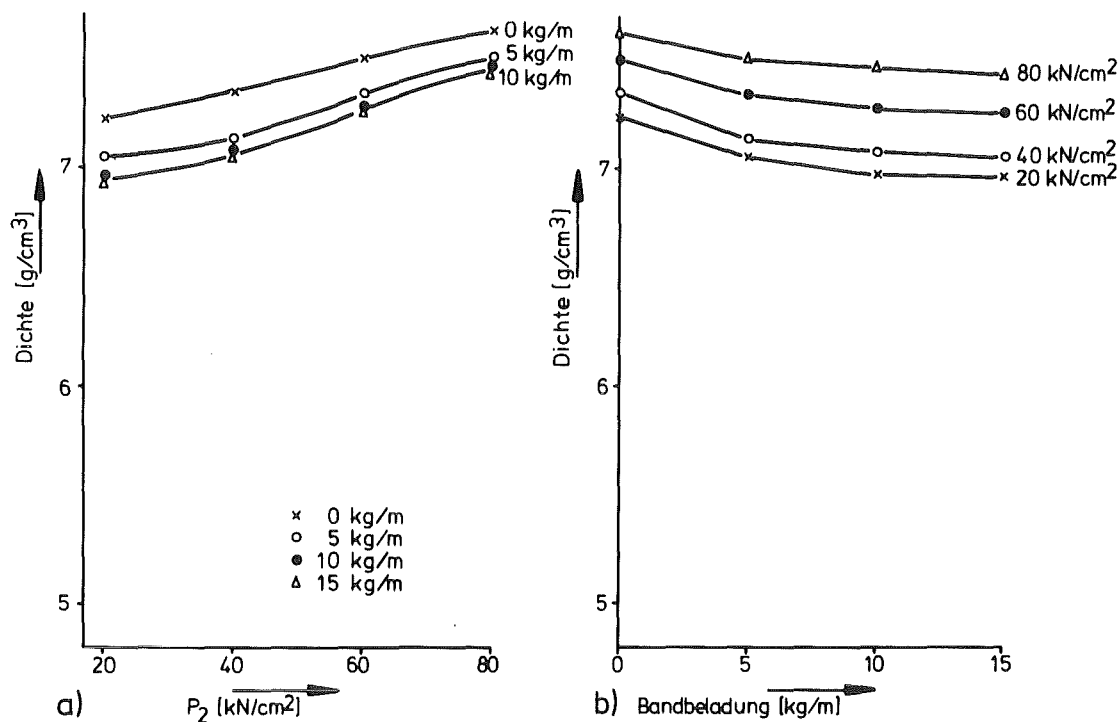 0 kg/m
5 kg/m
10 kg/m
7
6
5
Dichte [g/cm³]
× 0 kg/m
○ 5 kg/m
● 10 kg/m
△ 15 kg/m
20 40 60 80
a) P₂ [kN/cm²]
80 kN/cm²
60 kN/cm²
40 kN/cm²
20 kN/cm²
7
6
5
Dichte [g/cm³]
0 5 10 15
b) Bandbeladung [kg/m]